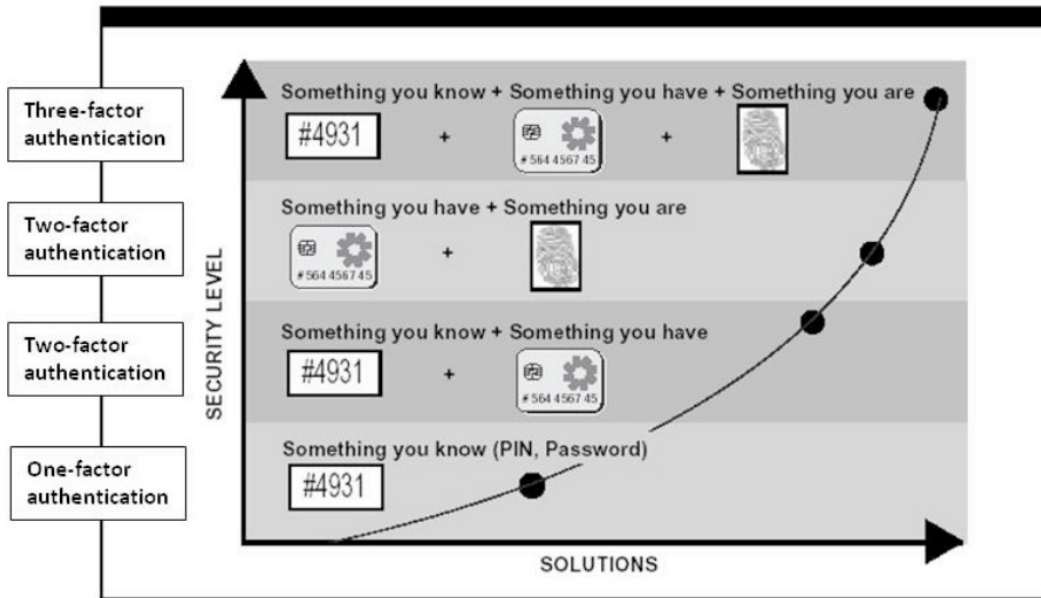 Three-factor
authentication
Something you know + Something you have + Something you are
#4931 + # 564 4567 45 +
Two-factor
authentication
Something you have + Something you are
# 564 4567 45 +
Two-factor
authentication
Something you know + Something you have
#4931 + # 564 4567 45
One-factor
authentication
Something you know (PIN, Password)
#4931
SECURITY LEVEL
SOLUTIONS